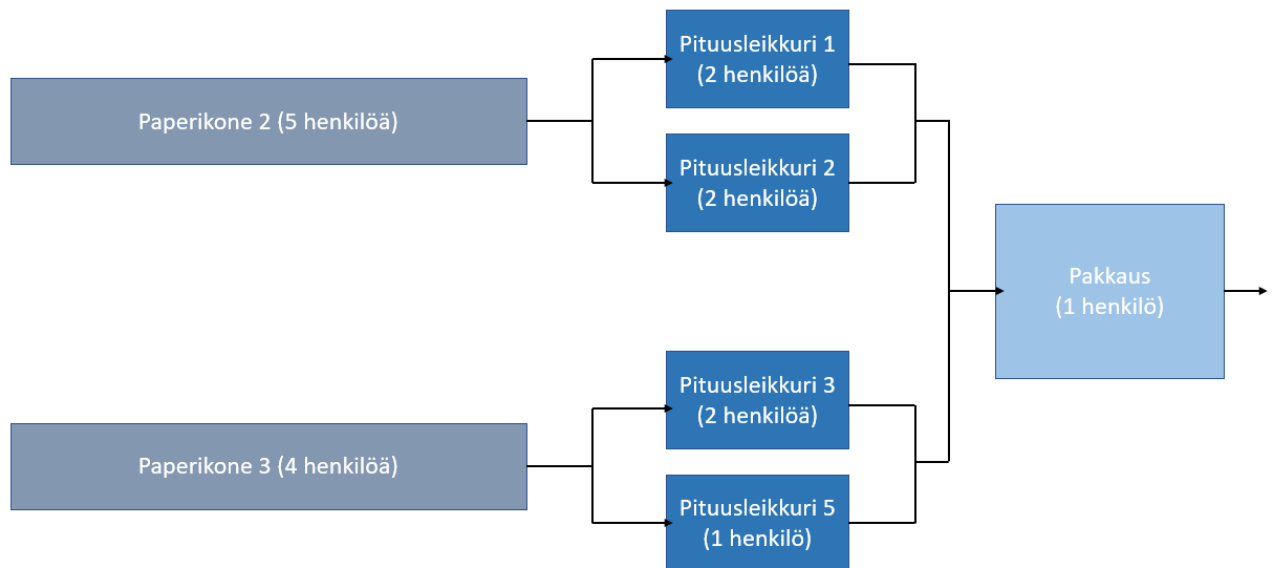 Paperikone 2 (5 henkilöä)
Pituusleikkuri 1
(2 henkilöä)
Pituusleikkuri 2
(2 henkilöä)
Paperikone 3 (4 henkilöä)
Pituusleikkuri 3
(2 henkilöä)
Pituusleikkuri 5
(1 henkilö)
Pakkaus
(1 henkilö)